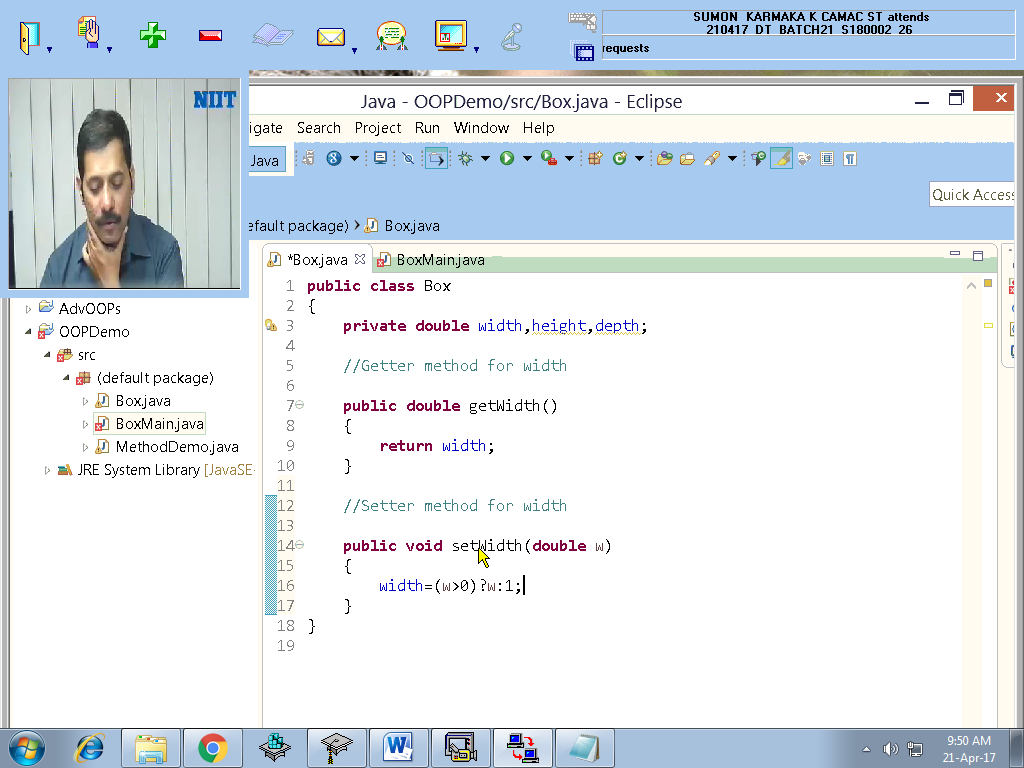 SUMON KARMAKA K CAMAC ST attends
210417 DT BATCH21 S180002 26
requests
NIIT
Java - OOPDemo/src/Box.java - Eclipse
igate Search Project Run Window Help
Java
Quick Access
efault package) Box.java
*Box.java
BoxMain.java
AdvOOPs
OOPDemo
src
(default package)
Box.java
BoxMain.java
MethodDemo.java
JRE System Library [JavaSE-
1 public class Box
2 {
3 private double width,height,depth;
4
5 //Getter method for width
6
7 public double getWidth()
8 {
9 return width;
10 }
11
12 //Setter method for width
13
14 public void setWidth(double w)
15 {
16 width=(w>0)?w:1;
17 }
18 }
19
9:50 AM
21-Apr-17